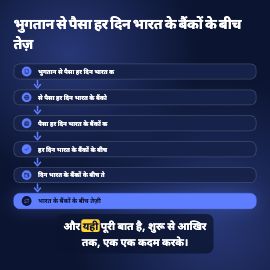 भुगतान से पैसा हर दिन भारत के बैंकों के बीच
तेज़
भुगतान से पैसा हर दिन भारत क
से पैसा हर दिन भारत के बैंको
पैसा हर दिन भारत के बैंकों क
हर दिन भारत के बैंकों के बीच
दिन भारत के बैंकों के बीच ते
भारत के बैंकों के बीच तेज़ी
और यही पूरी बात है, शुरू से आखिर
तक, एक एक कदम करके।